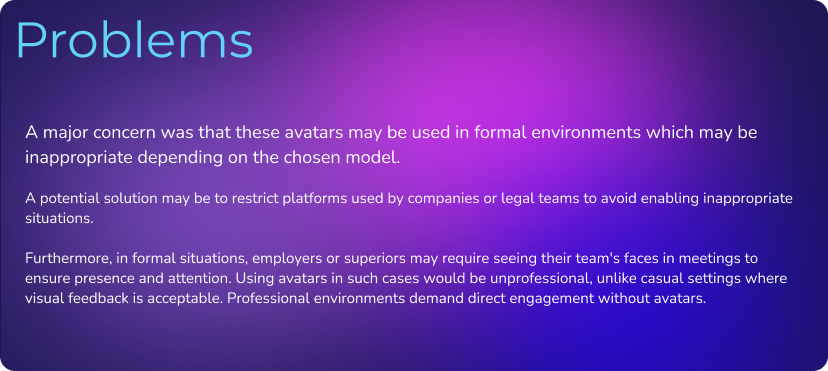 Problems
A major concern was that these avatars may be used in formal environments which may be
inappropriate depending on the chosen model.
A potential solution may be to restrict platforms used by companies or legal teams to avoid enabling inappropriate
situations.
Furthermore, in formal situations, employers or superiors may require seeing their team's faces in meetings to
ensure presence and attention. Using avatars in such cases would be unprofessional, unlike casual settings where
visual feedback is acceptable. Professional environments demand direct engagement without avatars.